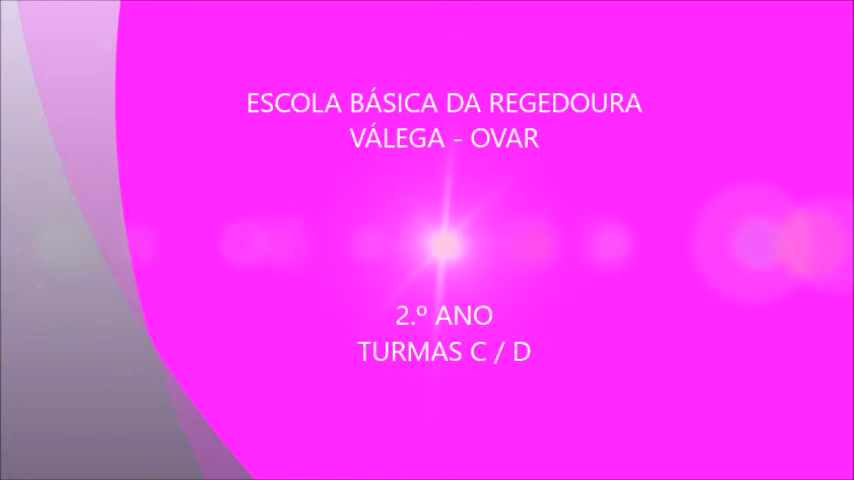 ESCOLA BÁSICA DA REGEDOURA
VÁLEGA - OVAR
2.º ANO
TURMAS C / D